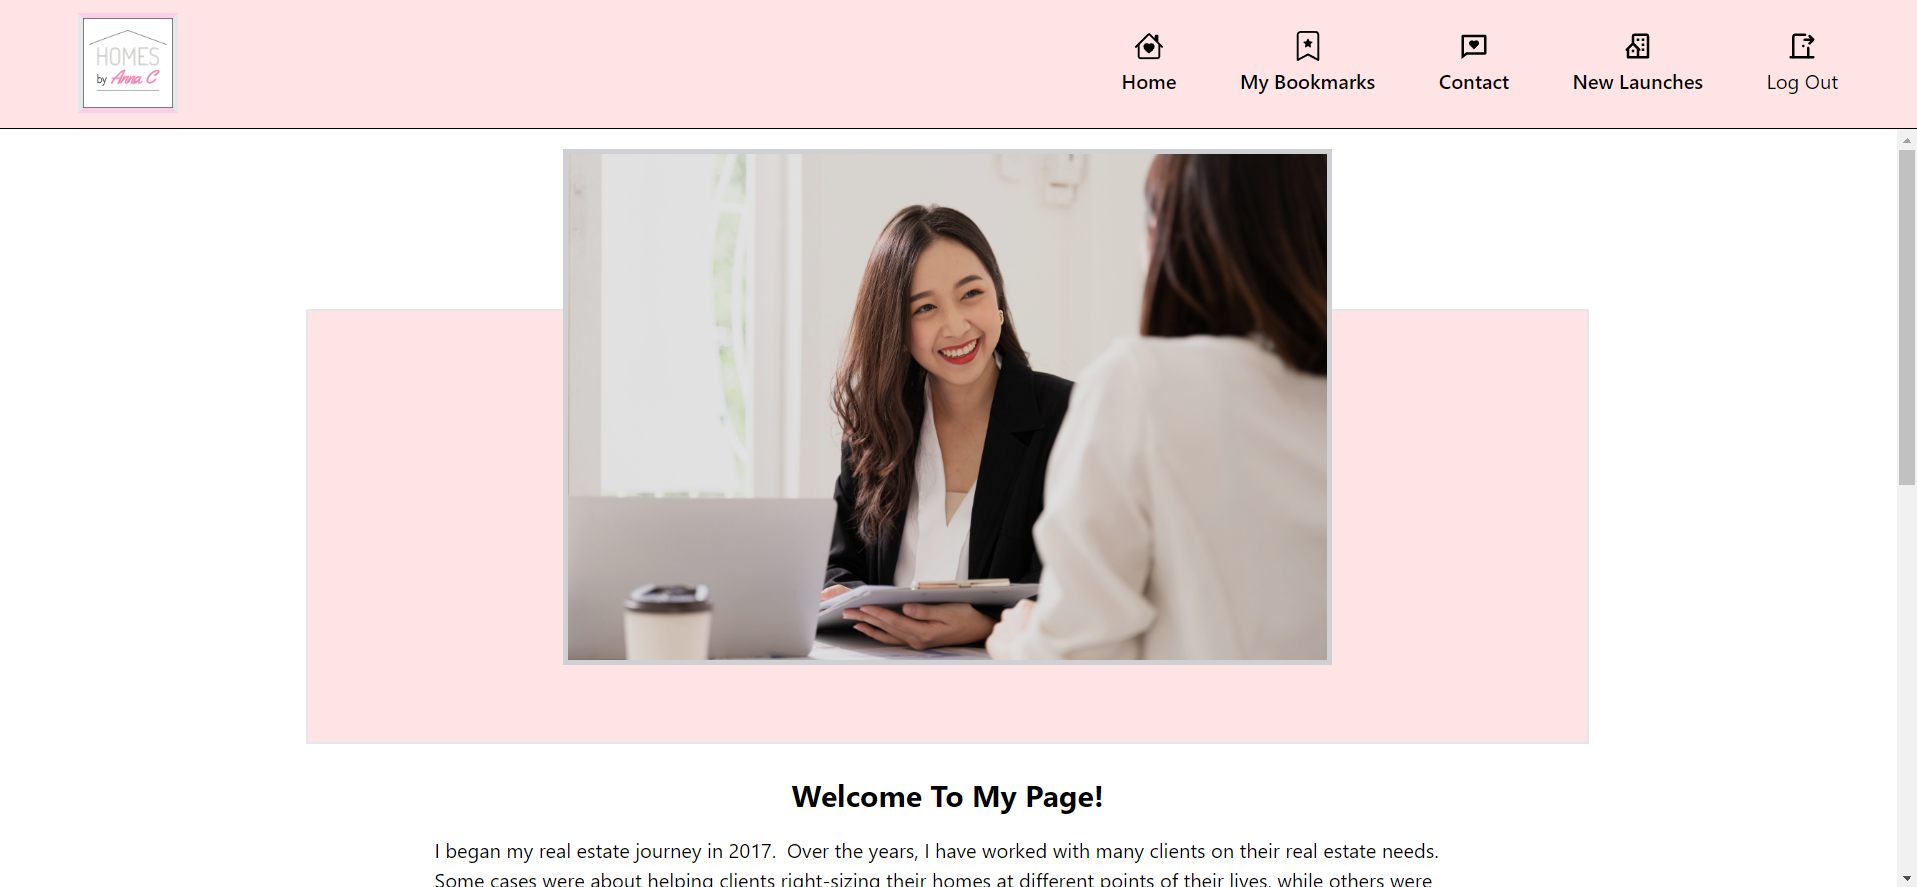 HOMES
by Anna C
Home
My Bookmarks
Contact
New Launches
Log Out
Welcome To My Page!
I began my real estate journey in 2017.  Over the years, I have worked with many clients on their real estate needs.
Some cases were about helping clients right-sizing their homes at different points of their lives, while others were